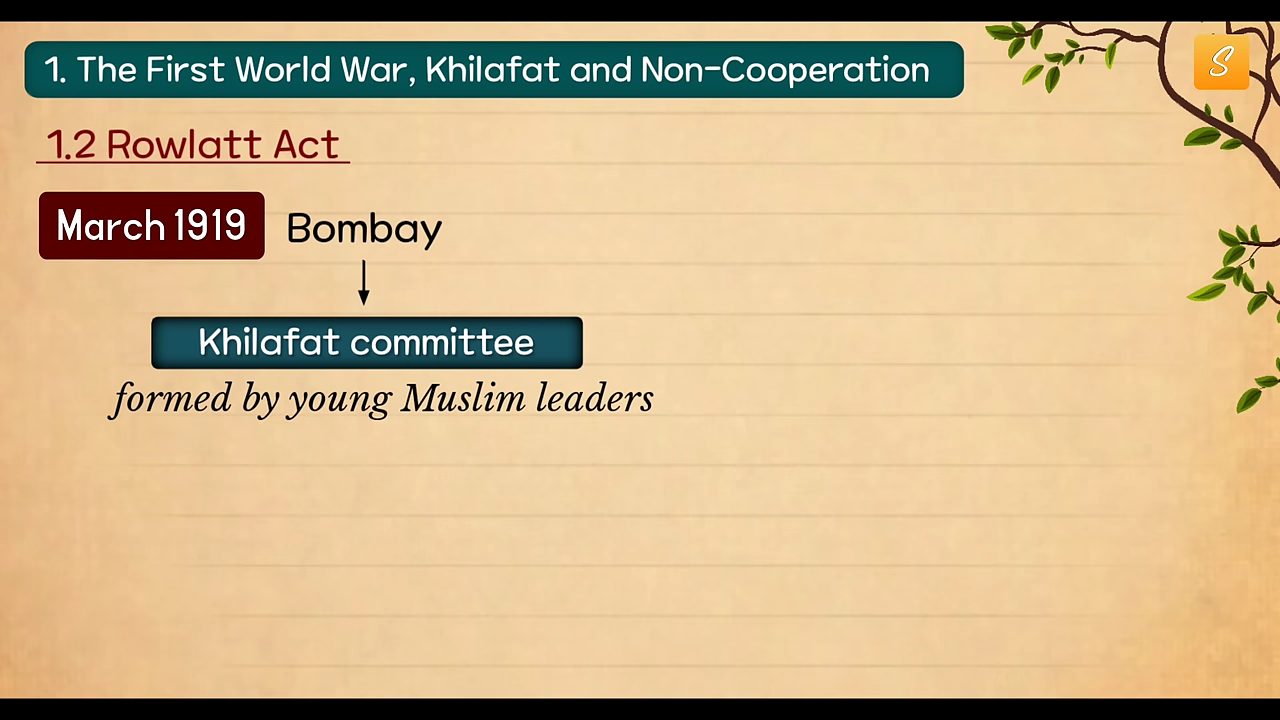 1. The First World War, Khilafat and Non-Cooperation
S
1.2 Rowlatt Act
March 1919 Bombay
Khilafat committee
formed by young Muslim leaders